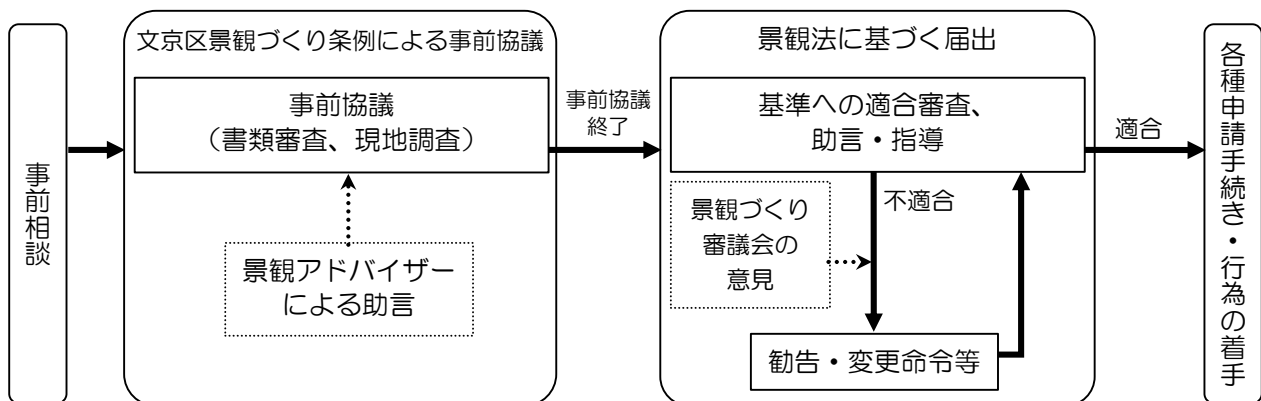 事前相談
文京区景観づくり条例による事前協議
事前協議
（書類審査、現地調査）
景観アドバイザー
による助言
事前協議
終了
景観法に基づく届出
基準への適合審査、
助言・指導
不適合
景観づくり
審議会の
意見
勧告・変更命令等
適合
各種申請手続き・行為の着手